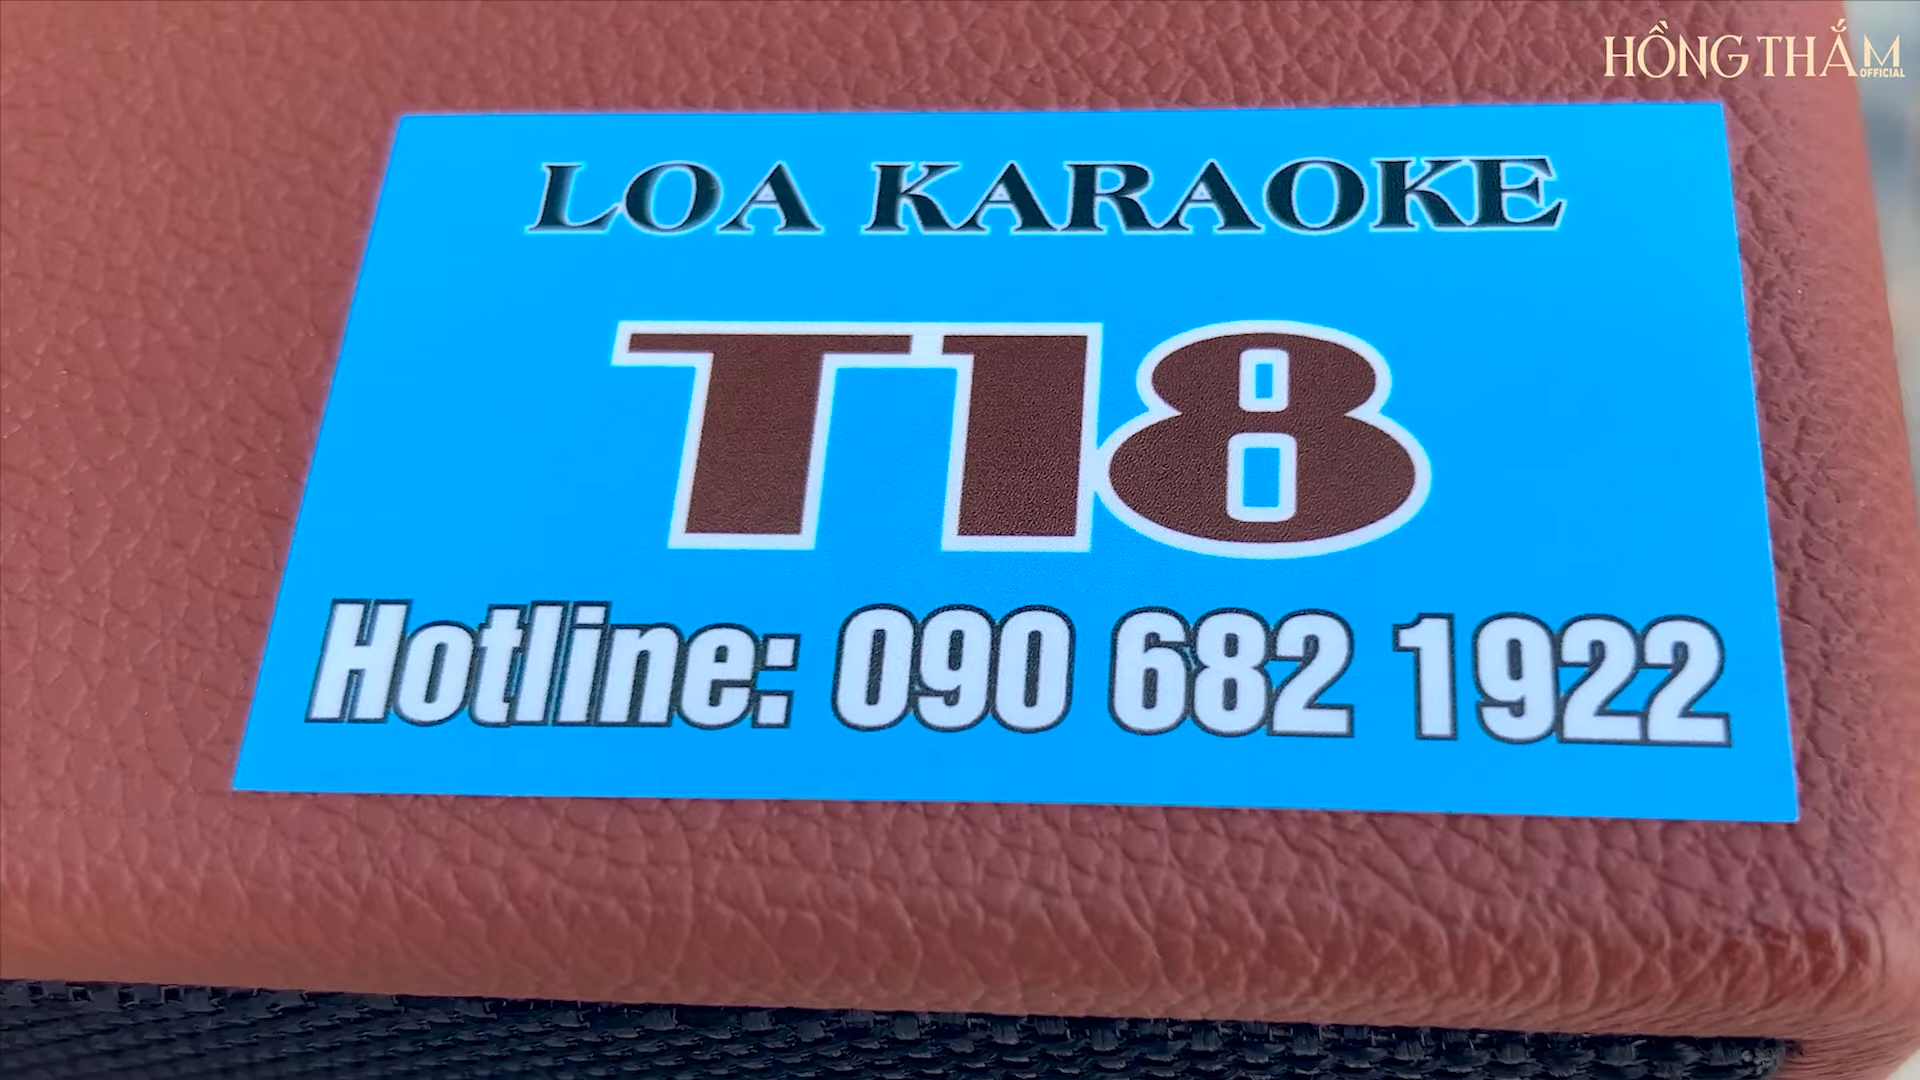 HỒNG THẮM
OFFICIAL
LOA KARAOKE
T18
Hotline: 090 682 1922